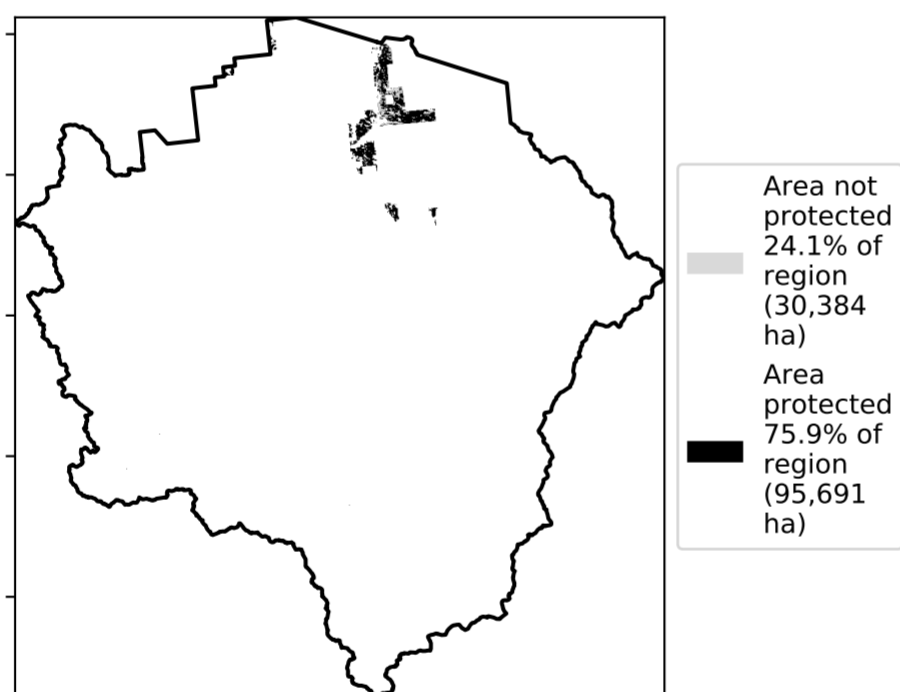 Area not
protected
24.1% of
region
(30,384
ha)
Area
protected
75.9% of
region
(95,691
ha)